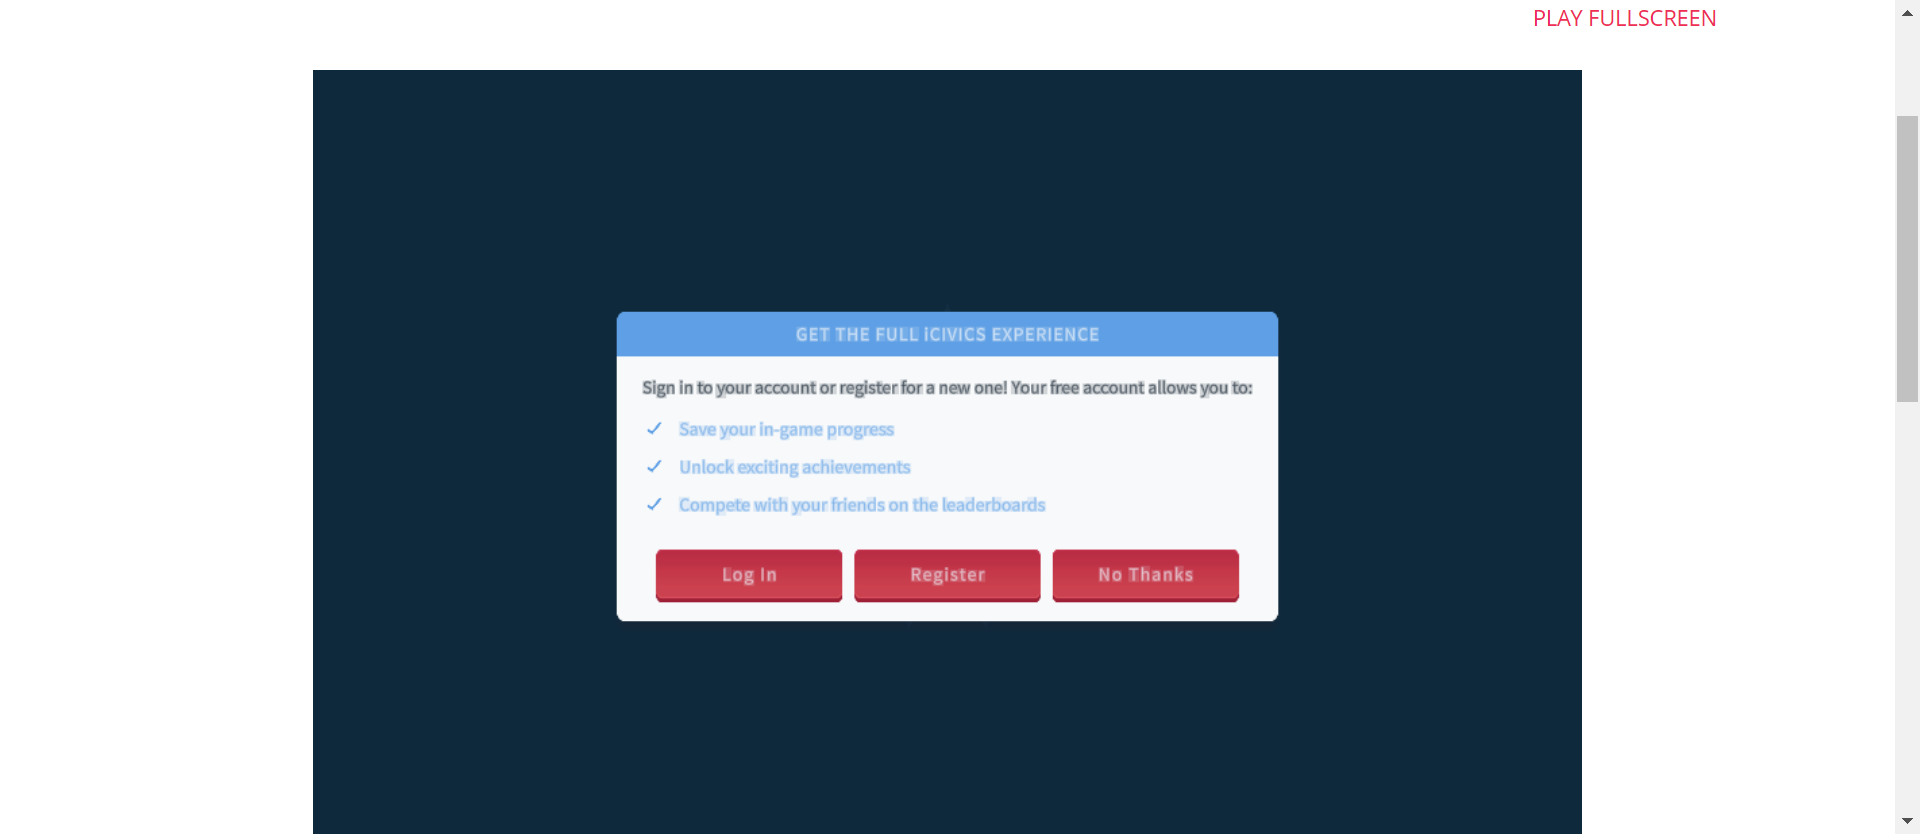 PLAY FULLSCREEN
GET THE FULL iCIVICS EXPERIENCE
Sign in to your account or register for a new one! Your free account allows you to:
Save your in-game progress
Unlock exciting achievements
Compete with your friends on the leaderboards
Log In
Register
No Thanks